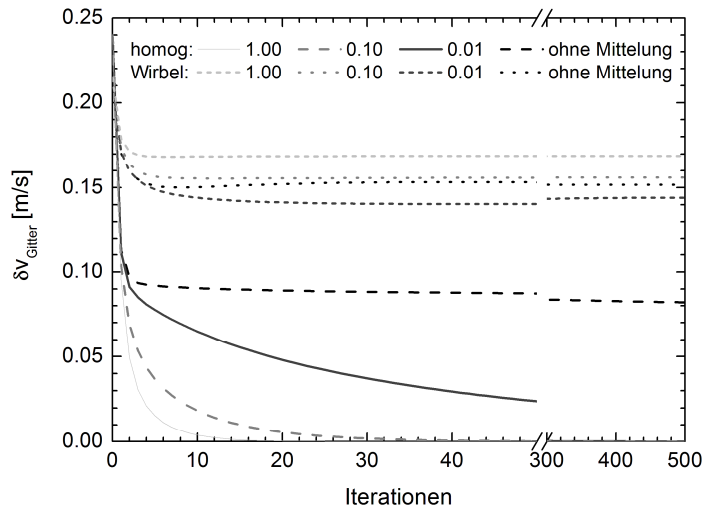 0.25
0.20
0.15
0.10
0.05
0.00
δvGitter [m/s]
homog: 1.00 0.10 0.01 ohne Mittelung
Wirbel: 1.00 0.10 0.01 ohne Mittelung
0 10 20 30 40 300 400 500
Iterationen